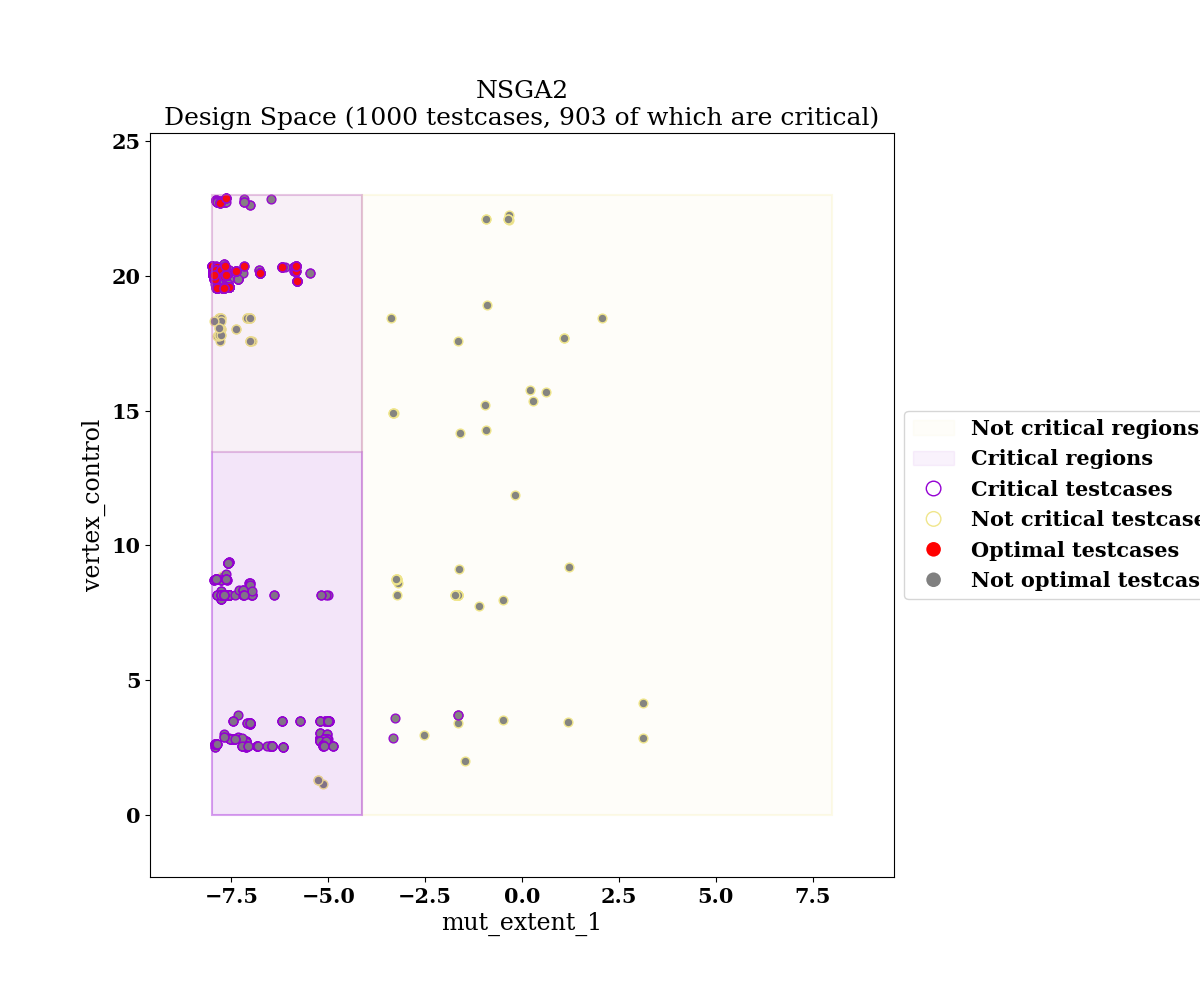 NSGA2
Design Space (1000 testcases, 903 of which are critical)
25
20
15
10
5
0
vertex_control
−7.5 −5.0 −2.5 0.0 2.5 5.0 7.5
mut_extent_1
Not critical regions
Critical regions
Critical testcases
Not critical testcase
Optimal testcases
Not optimal testcas